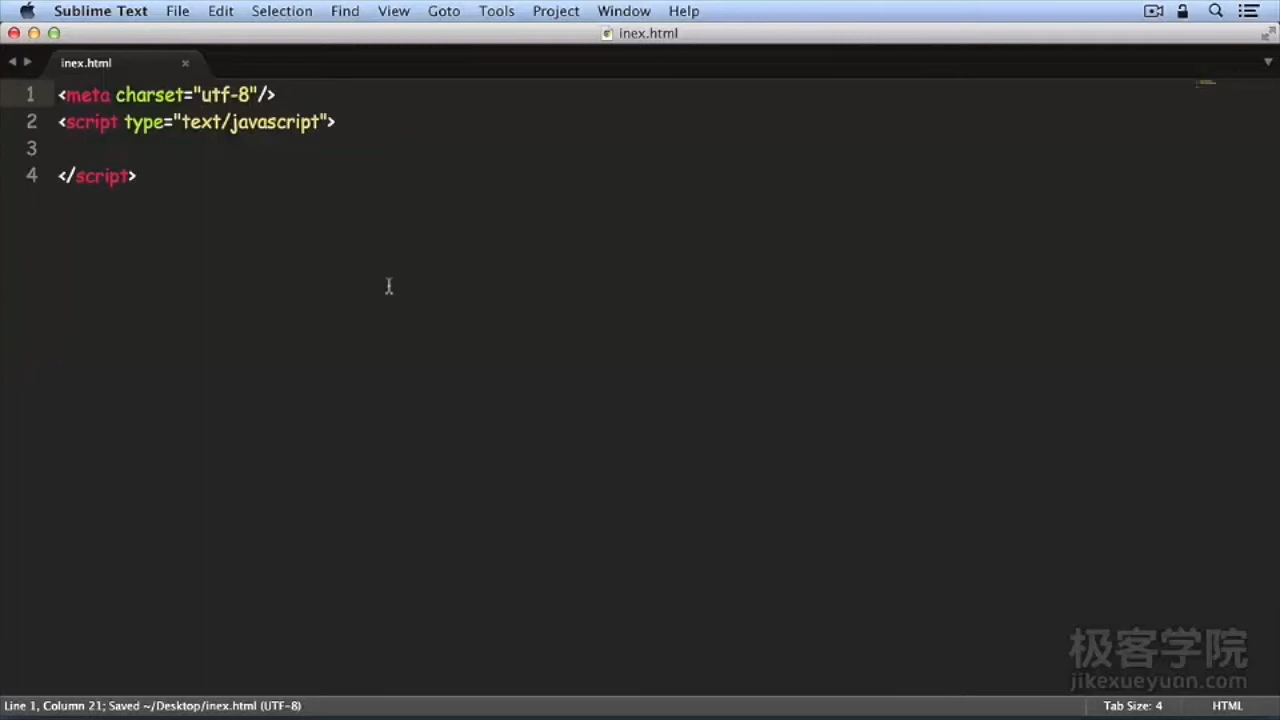 Sublime Text File Edit Selection Find View Goto Tools Project Window Help
inex.html
inex.html
1 <meta charset="utf-8"/>
2 <script type="text/javascript">
3
4 </script>
极客学院
jikexueyuan.com
Line 1, Column 21; Saved ~/Desktop/inex.html (UTF-8) Tab Size: 4 HTML